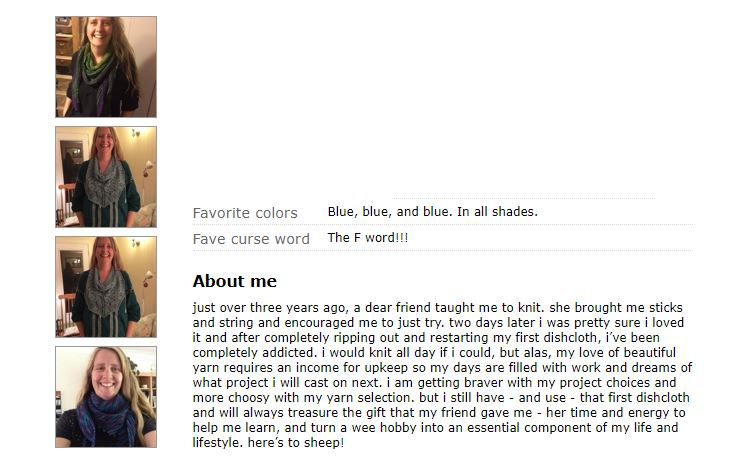 Favorite colors Blue, blue, and blue. In all shades.
Fave curse word The F word!!!
About me
just over three years ago, a dear friend taught me to knit. she brought me sticks
and string and encouraged me to just try. two days later i was pretty sure i loved
it and after completely ripping out and restarting my first dishcloth, i’ve been
completely addicted. i would knit all day if i could, but alas, my love of beautiful
yarn requires an income for upkeep so my days are filled with work and dreams of
what project i will cast on next. i am getting braver with my project choices and
more choosy with my yarn selection. but i still have - and use - that first dishcloth
and will always treasure the gift that my friend gave me - her time and energy to
help me learn, and turn a wee hobby into an essential component of my life and
lifestyle. here’s to sheep!